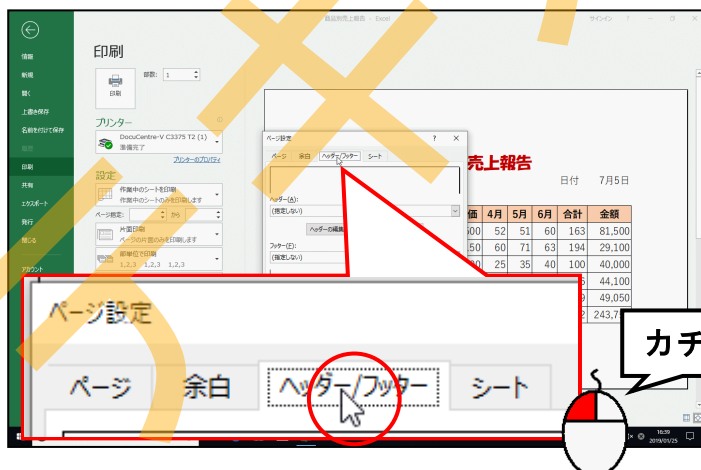 商品別売上報告 - Excel
サインイン ? － □ ×
情報
新規
開く
上書き保存
名前を付けて保存
履歴
印刷
共有
エクスポート
発行
閉じる
アカウント
印刷
印刷
部数: 1
プリンター
DocuCentre-V C3375 T2 (1)
準備完了
プリンターのプロパティ
設定
作業中のシートを印刷
作業中のシートのみを印刷します
ページ指定: から
片面印刷
ページの片面のみを印刷します
部単位で印刷
1,2,3 1,2,3 1,2,3
ページ設定 ? ×
ページ 余白 ヘッダー/フッター シート
ヘッダー(A):
(指定しない)
ヘッダーの編集
フッター(F):
(指定しない)
売上報告
日付 7月5日
価 4月 5月 6月 合計 金額
500 52 51 60 163 81,500
150 60 71 63 194 29,100
25 35 40 100 40,000
44,100
49,050
243,75
ページ設定
ページ 余白 ヘッダー/フッター シート
カチ
16:39
2019/01/25